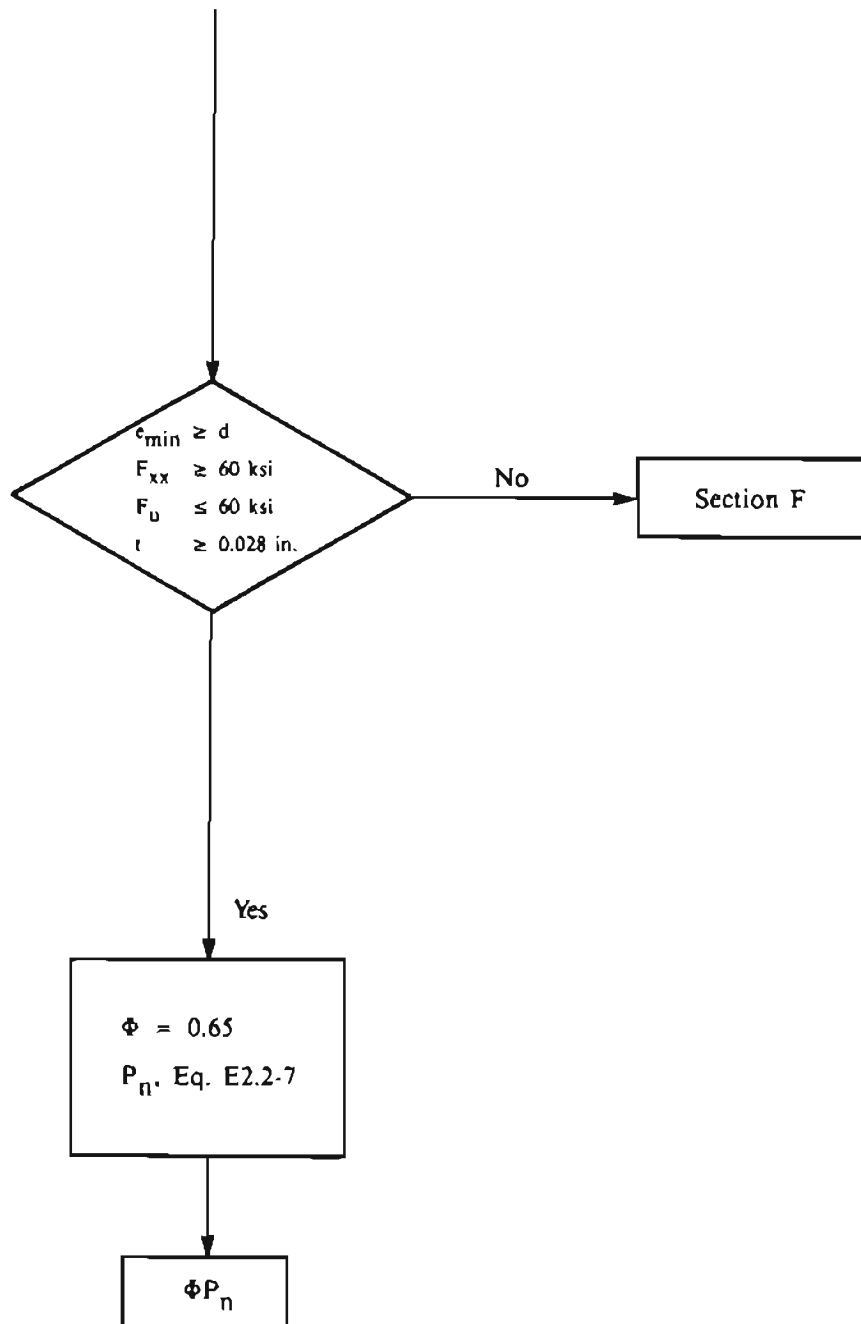 e_min ≥ d
F_xx ≥ 60 ksi
F_u ≤ 60 ksi
t ≥ 0.028 in.
No
Section F
Yes
Φ = 0.65
P_n, Eq. E2.2-7
ΦP_n